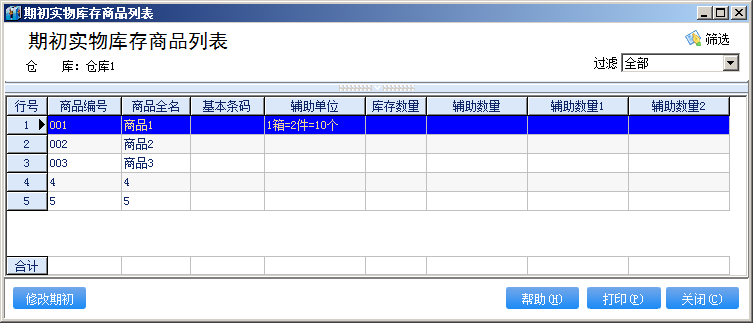 期初实物库存商品列表
期初实物库存商品列表
筛选
仓 库: 仓库1
过滤 全部
行号 商品编号 商品全名 基本条码 辅助单位 库存数量 辅助数量 辅助数量1 辅助数量2
1 001 商品1 1箱=2件=10个
2 002 商品2
3 003 商品3
4 4 4
5 5 5
合计
修改期初 帮助(H) 打印(P) 关闭(C)